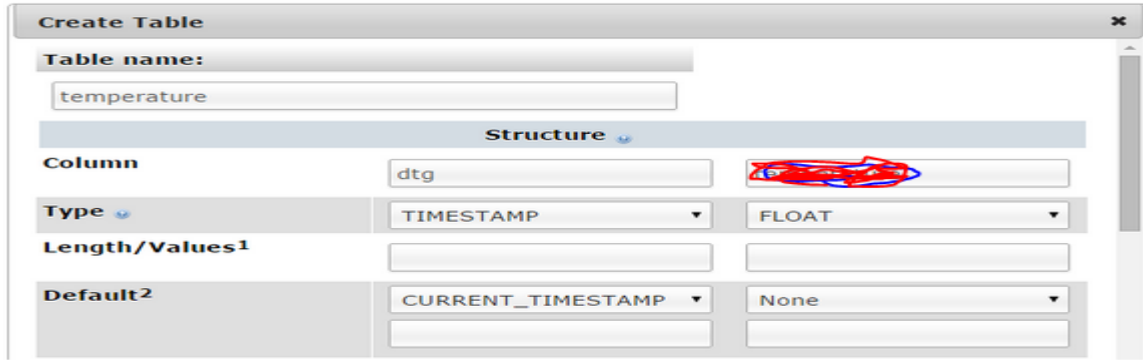 Create Table
Table name:
temperature
Structure
Column dtg
Type TIMESTAMP FLOAT
Length/Values1
Default2 CURRENT_TIMESTAMP None